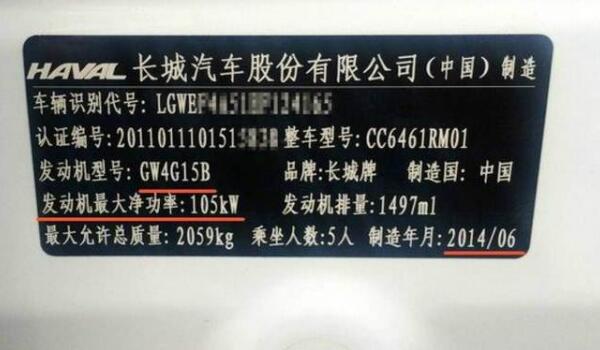 HAVAL 长城汽车股份有限公司(中国)制造
车辆识别代号:LGWE
认证编号:201101110151 整车型号:CC6461RM01
发动机型号:GW4G15B 品牌:长城牌 制造国:中国
发动机最大净功率:105kW 发动机排量:1497ml
最大允许总质量:2059kg 乘坐人数:5人 制造年月:2014/06